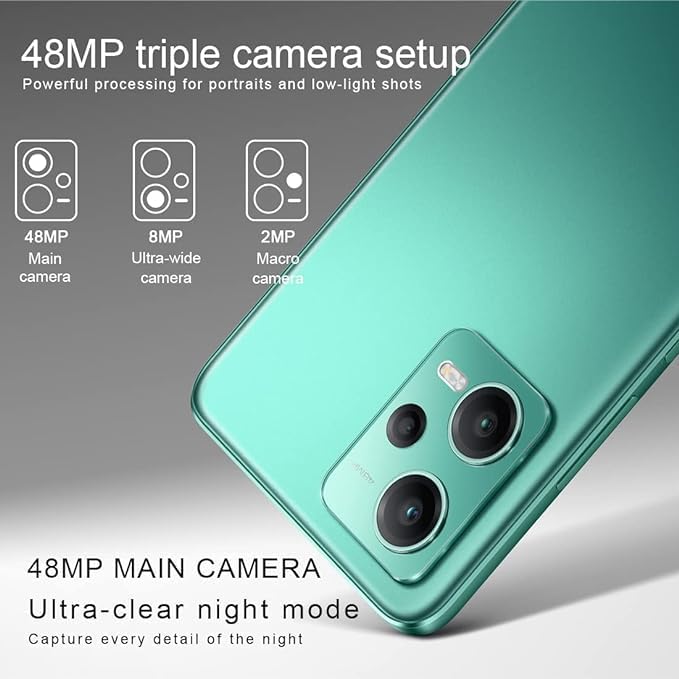 48MP triple camera setup
Powerful processing for portraits and low-light shots
48MP
Main
camera
8MP
Ultra-wide
camera
2MP
Macro
camera
48MP
48MP MAIN CAMERA
Ultra-clear night mode
Capture every detail of the night